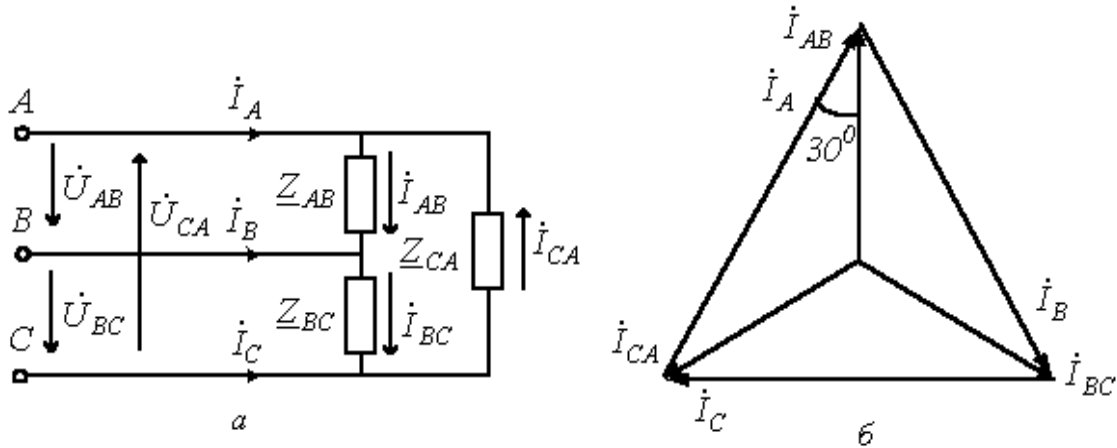 A
İ_A
U̇_AB
Z_AB
İ_AB
B
U̇_CA
İ_B
Z_CA
İ_CA
U̇_BC
Z_BC
İ_BC
C
İ_C
а
İ_AB
İ_A
30⁰
İ_B
İ_CA
İ_BC
İ_C
б